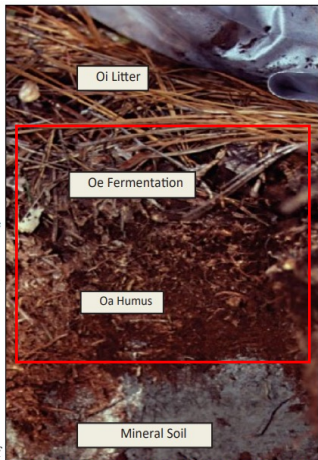 Oi Litter
Oe Fermentation
Oa Humus
Mineral Soil